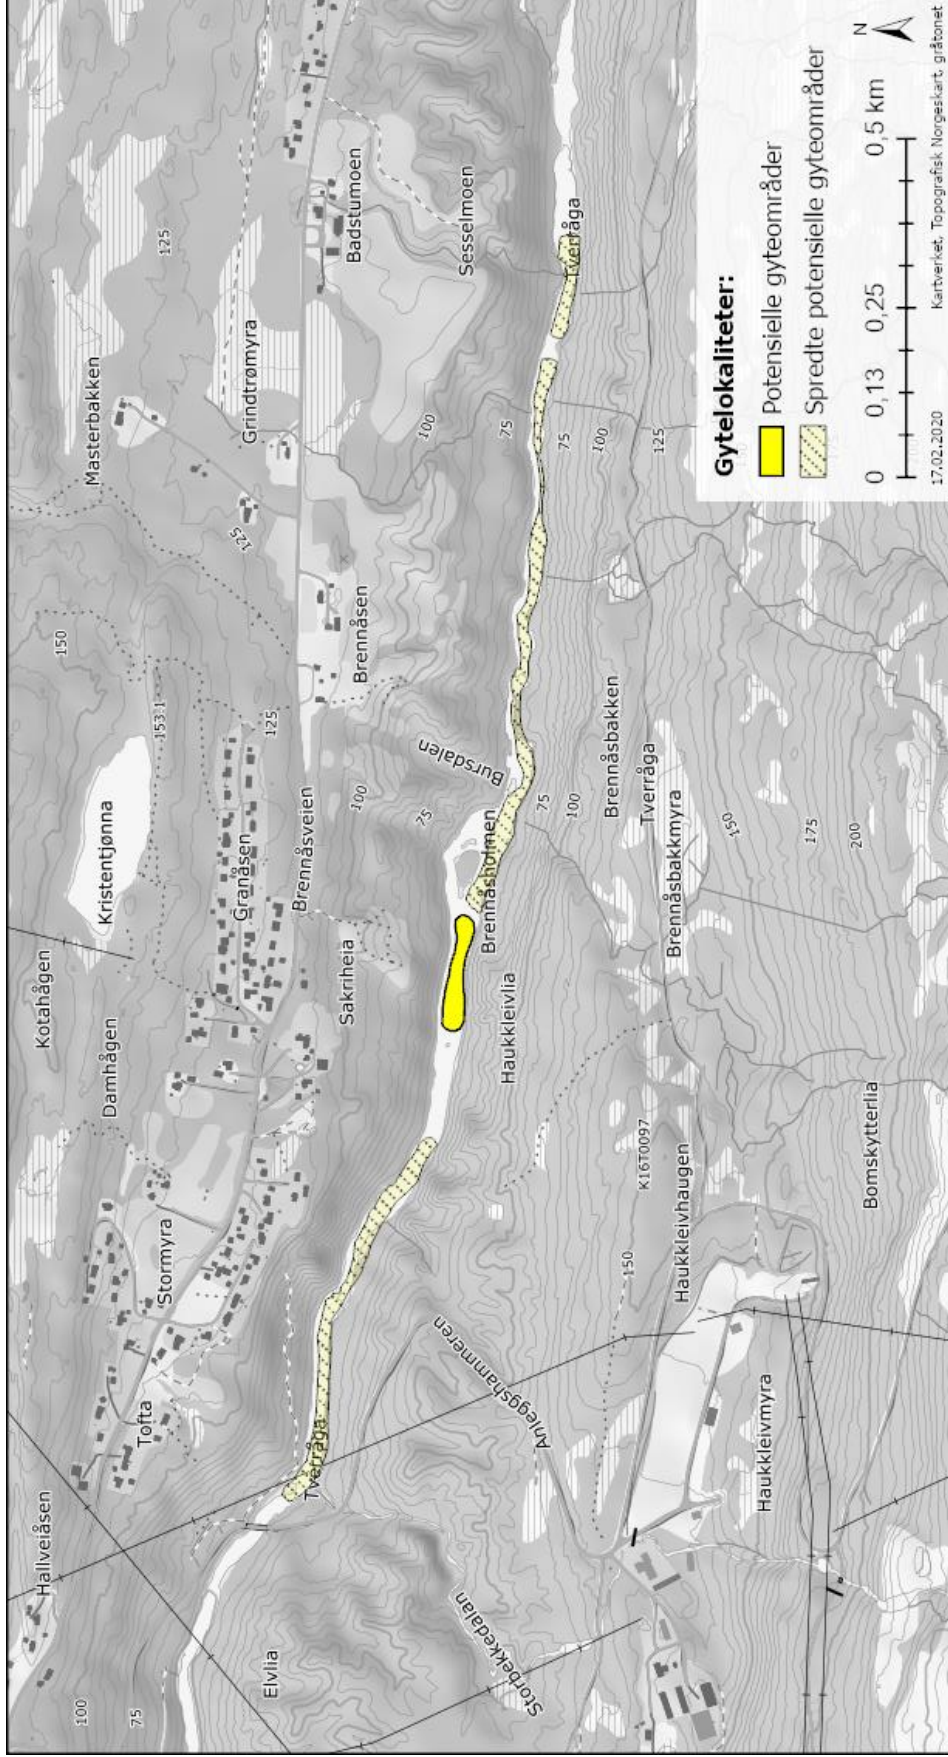 Hallveiåsen
Kotahågen
Kristentjønna
Masterbakken
Damhågen
Stormyra
Tofta
Granåsen
Brennåsveien
Grindtrømyra
Badstumoen
Sesselmoen
Brennåsen
Sakriheia
Bursdalen
Elvlia
Storbekkedalan
Anleggshammeren
Tverråga
Haukkleivlia
Brennåsholmen
Tverråga
Brennåsbakken
Tverråga
Brennåsbakkmyra
K16T0097
Haukkleivhaugen
Haukkleivmyra
Bomskytterlia
100
75
150
153.1
125
125
125
100
75
100
75
75
100
75
100
125
150
175
200
150
Gytelokaliteter:
Potensielle gyteområder
Spredte potensielle gyteområder
0 0,13 0,25 0,5 km
N
17.02.2020 Kartverket, Topografisk Norgeskart, gråtonet